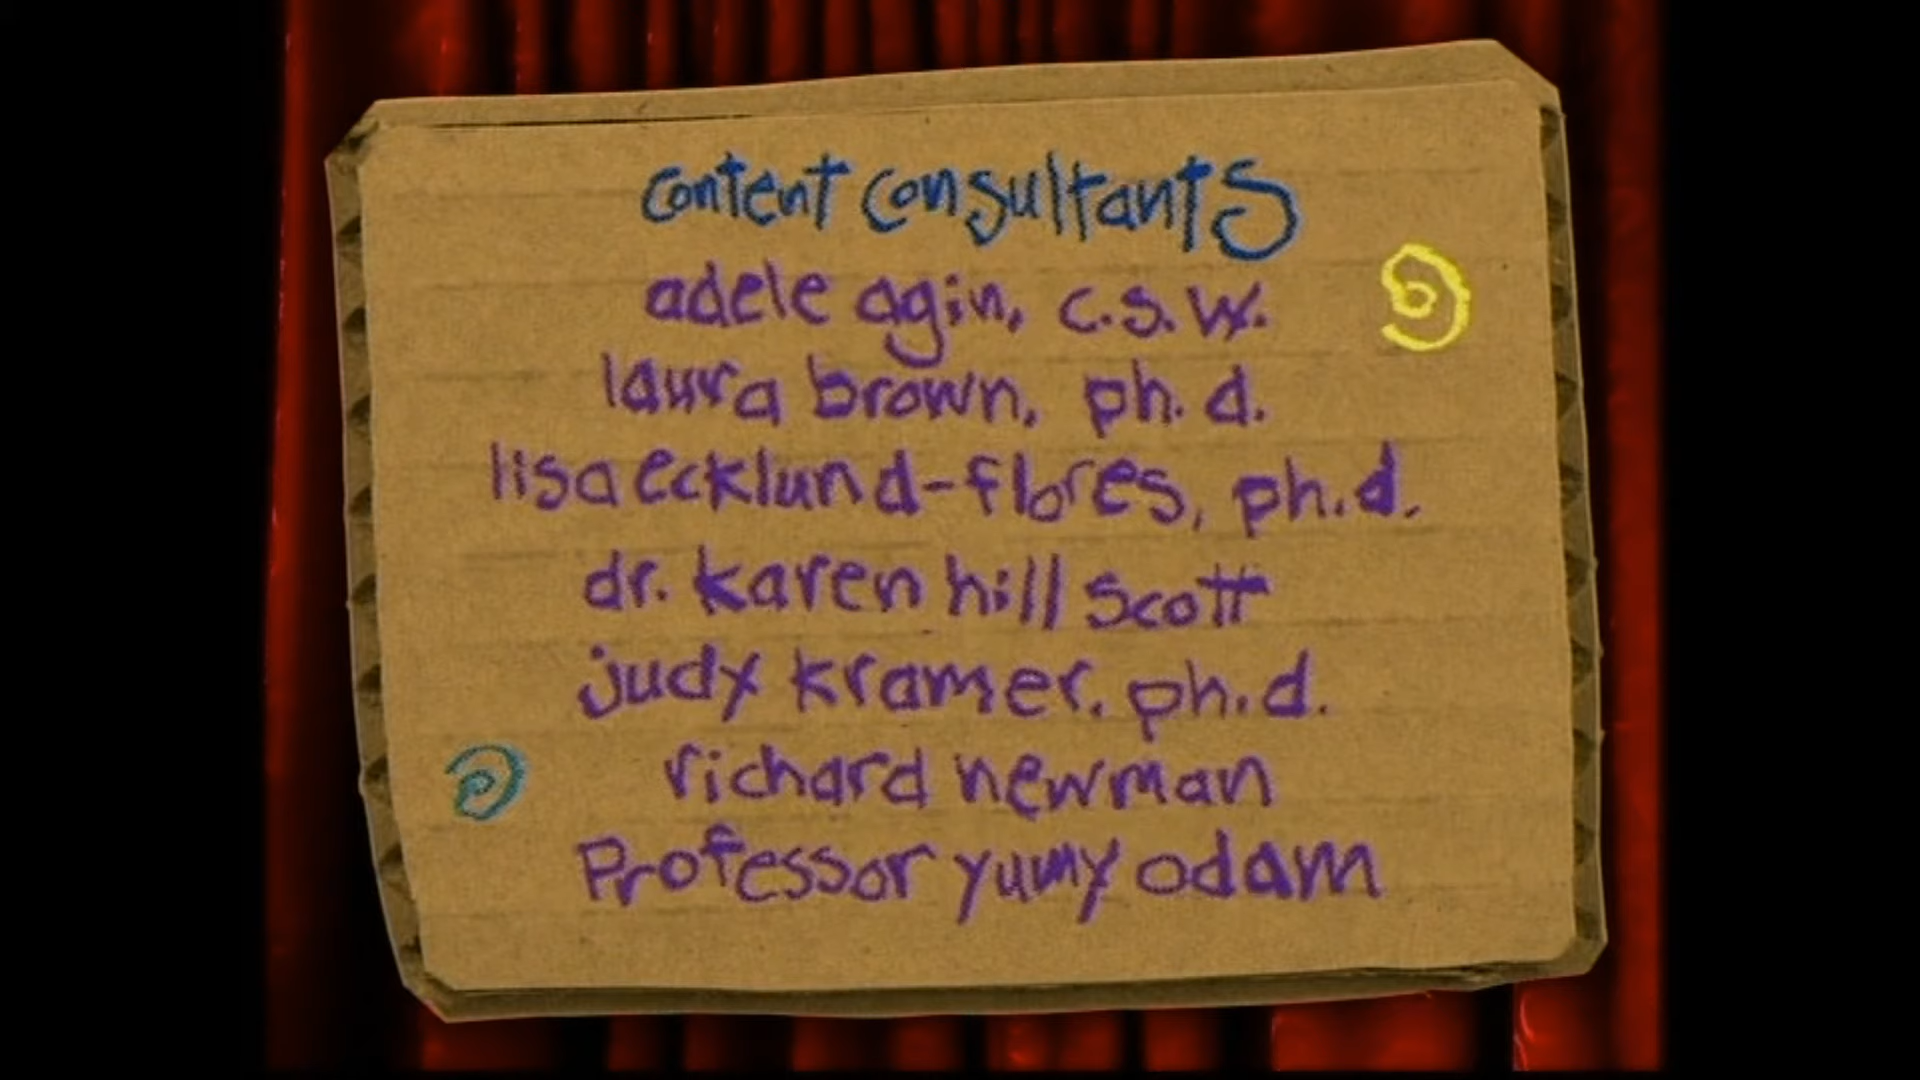 content consultants
adele agin, c.s.w.
laura brown, ph.d.
lisa ecklund-flores, ph.d.
dr. karen hill scott
judy kramer, ph.d.
richard newman
Professor yumy odam